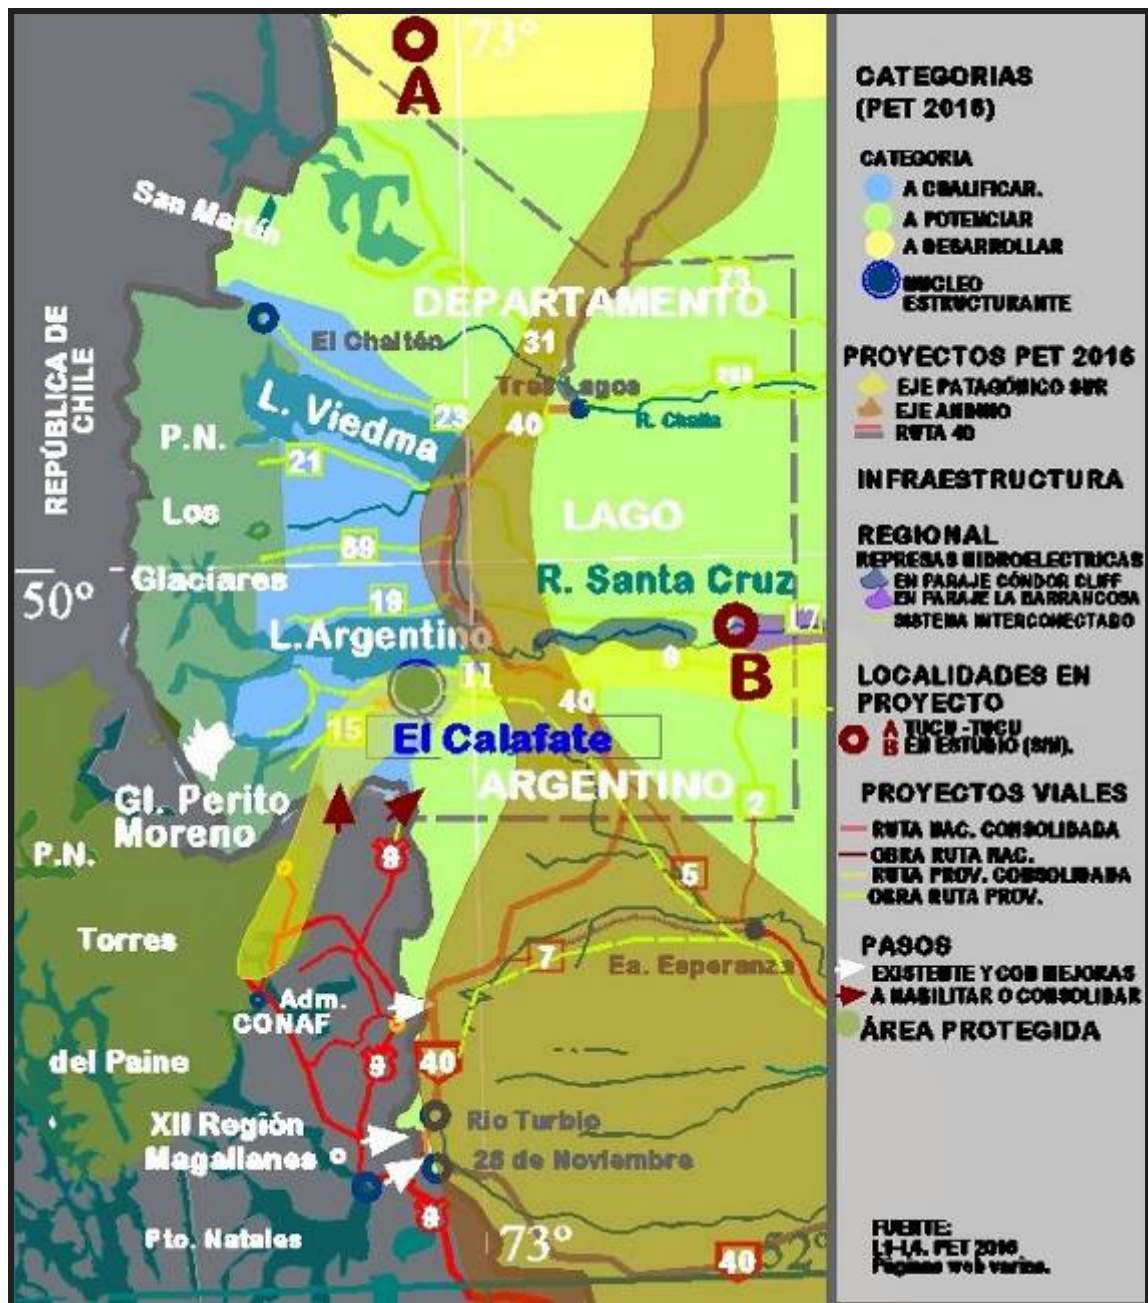 73°
A
San Martín
DEPARTAMENTO
73
REPÚBLICA DE
CHILE
El Chaltén
31
Tres Lagos
L. Viedma
23
40
R. Chalía
P.N.
21
Los
LAGO
89
Glaciares
R. Santa Cruz
50°
19
17
L.Argentino
9
B
11
40
15
El Calafate
ARGENTINO
2
Gl. Perito
Moreno
P.N.
9
5
Torres
7
Ea. Esperanza
Adm.
CONAF
del Paine
9
40
XII Región
Magallanes
Rio Turbio
28 de Noviembre
9
Pto. Natales
73°
52°
40
CATEGORIAS
(PET 2016)
CATEGORIA
A CUALIFICAR.
A POTENCIAR
A DESARROLLAR
NUCLEO
ESTRUCTURANTE
PROYECTOS PET 2016
EJE PATAGÓNICO SUR
EJE ANDINO
RUTA 40
INFRAESTRUCTURA
REGIONAL
REPRESAS HIDROELECTRICAS
EN PARAJE CÓNDOR CLIFF
EN PARAJE LA BARRANCOSA
SISTEMA INTERCONECTADO
LOCALIDADES EN
PROYECTO
A TUCU -TUCU
B EN ESTUDIO (S/N).
PROYECTOS VIALES
RUTA NAC. CONSOLIDADA
OBRA RUTA NAC.
RUTA PROV. CONSOLIDADA
OBRA RUTA PROV.
PASOS
EXISTENTE Y CON MEJORAS
A HABILITAR O CONSOLIDAR
ÁREA PROTEGIDA
FUENTE:
PET 2016
Páginas web varias.